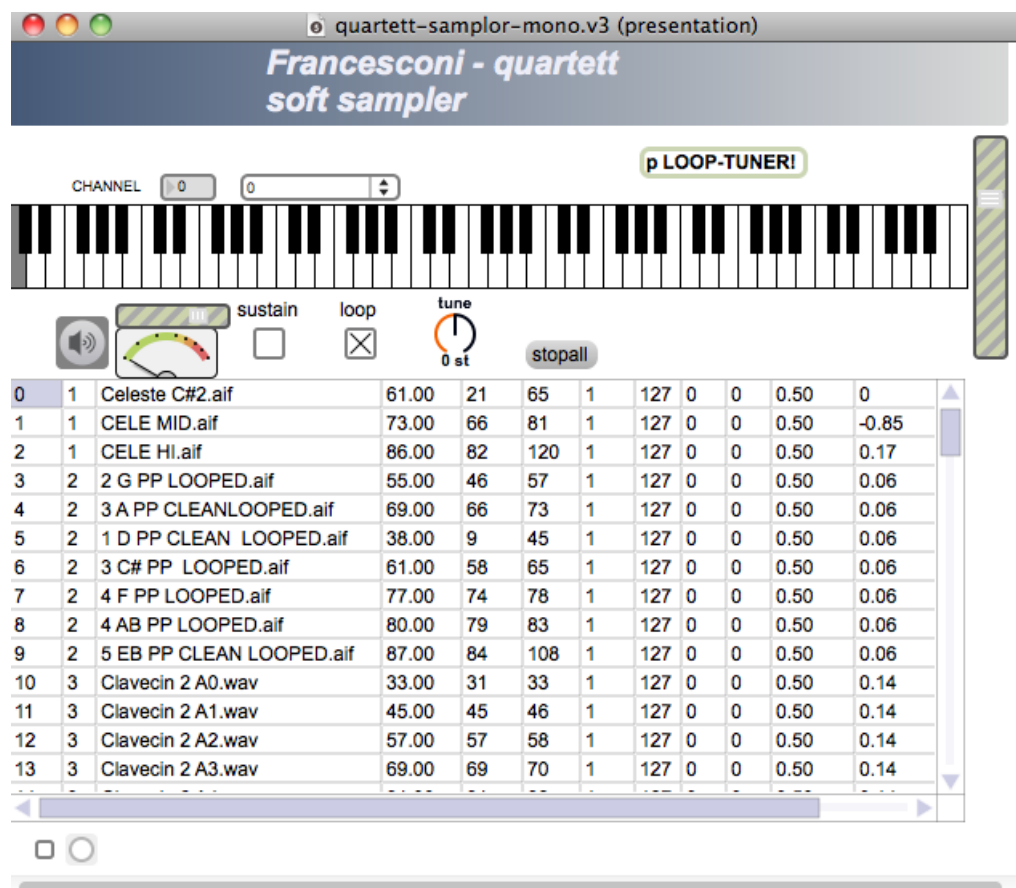 quartett-samplor-mono.v3 (presentation)
Francesconi - quartett
soft sampler
p LOOP-TUNER!
CHANNEL 0 0
sustain loop tune
0 st
stopall
0 1 Celeste C#2.aif 61.00 21 65 1 127 0 0 0.50 0
1 1 CELE MID.aif 73.00 66 81 1 127 0 0 0.50 -0.85
2 1 CELE HI.aif 86.00 82 120 1 127 0 0 0.50 0.17
3 2 2 G PP LOOPED.aif 55.00 46 57 1 127 0 0 0.50 0.06
4 2 3 A PP CLEANLOOPED.aif 69.00 66 73 1 127 0 0 0.50 0.06
5 2 1 D PP CLEAN  LOOPED.aif 38.00 9 45 1 127 0 0 0.50 0.06
6 2 3 C# PP  LOOPED.aif 61.00 58 65 1 127 0 0 0.50 0.06
7 2 4 F PP LOOPED.aif 77.00 74 78 1 127 0 0 0.50 0.06
8 2 4 AB PP LOOPED.aif 80.00 79 83 1 127 0 0 0.50 0.06
9 2 5 EB PP CLEAN LOOPED.aif 87.00 84 108 1 127 0 0 0.50 0.06
10 3 Clavecin 2 A0.wav 33.00 31 33 1 127 0 0 0.50 0.14
11 3 Clavecin 2 A1.wav 45.00 45 46 1 127 0 0 0.50 0.14
12 3 Clavecin 2 A2.wav 57.00 57 58 1 127 0 0 0.50 0.14
13 3 Clavecin 2 A3.wav 69.00 69 70 1 127 0 0 0.50 0.14